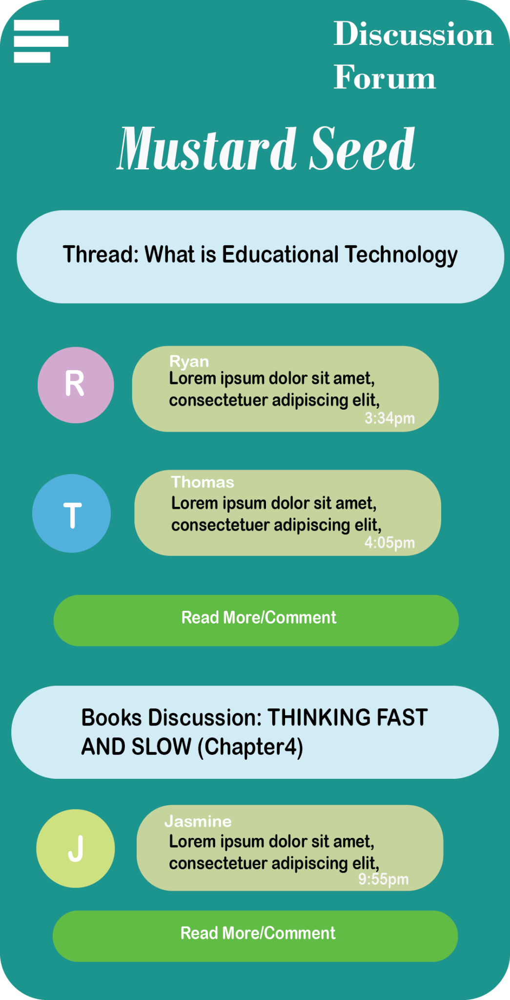 Discussion
Forum
Mustard Seed
Thread: What is Educational Technology
R
Ryan
Lorem ipsum dolor sit amet,
consectetuer adipiscing elit,
3:34pm
T
Thomas
Lorem ipsum dolor sit amet,
consectetuer adipiscing elit,
4:05pm
Read More/Comment
Books Discussion: THINKING FAST
AND SLOW (Chapter4)
J
Jasmine
Lorem ipsum dolor sit amet,
consectetuer adipiscing elit,
9:55pm
Read More/Comment